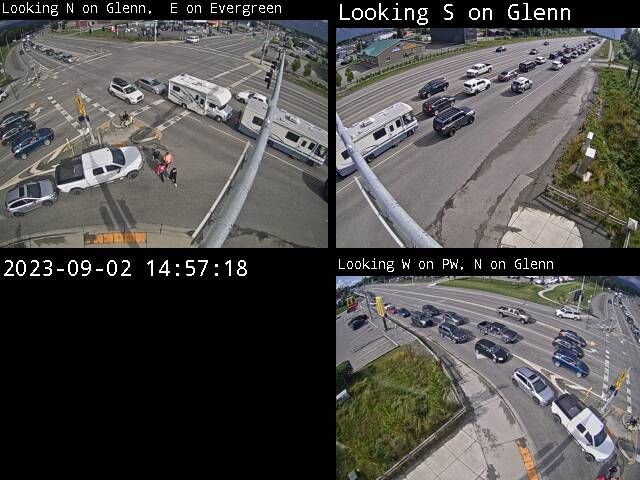 Looking N on Glenn,  E on Evergreen
Looking S on Glenn
2023-09-02 14:57:18
Looking W on PW, N on Glenn